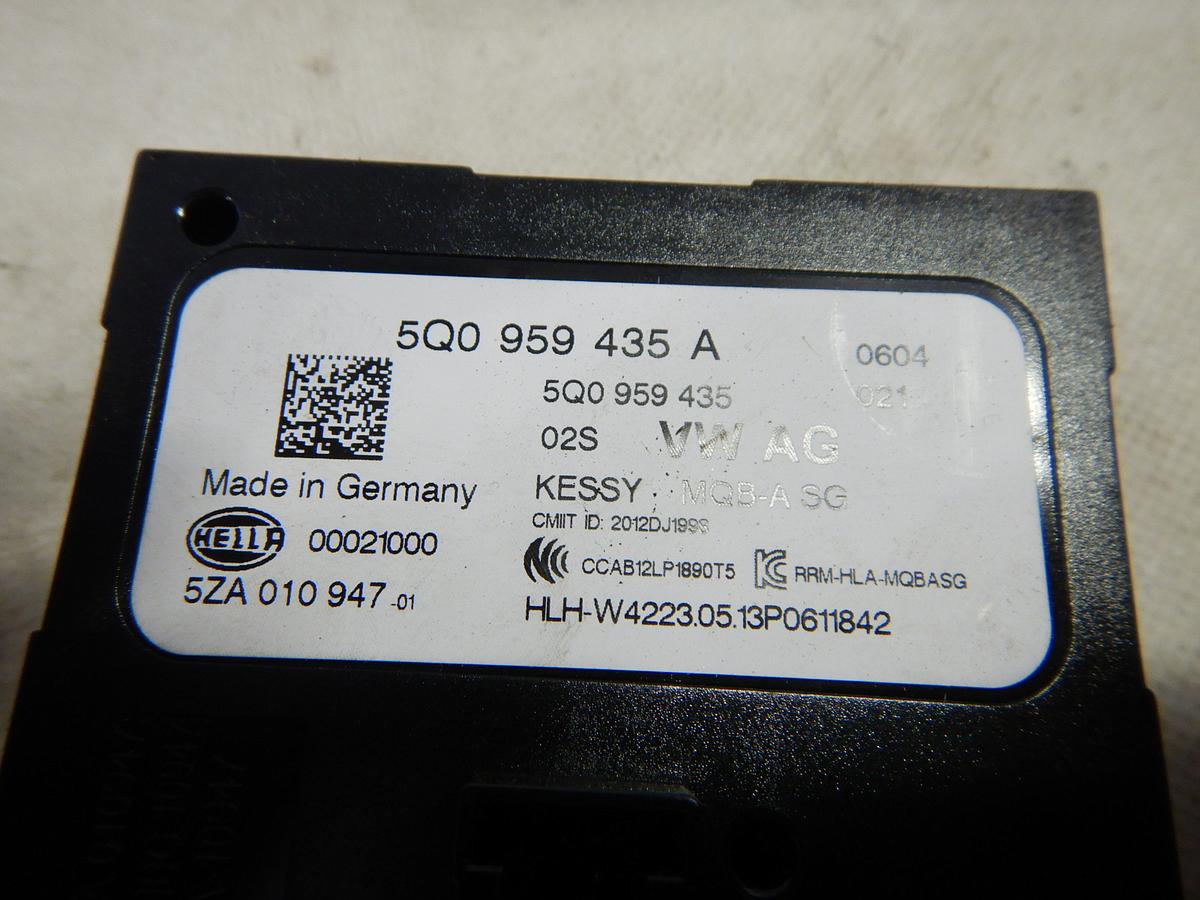 5Q0 959 435 A
0604
5Q0 959 435
021
02S VW AG
Made in Germany
KESSY MQB-A SG
CMIIT ID: 2012DJ1998
HELLA 00021000
CCAB12LP1890T5
RRM-HLA-MQBASG
5ZA 010 947 -01
HLH-W4223.05.13P0611842